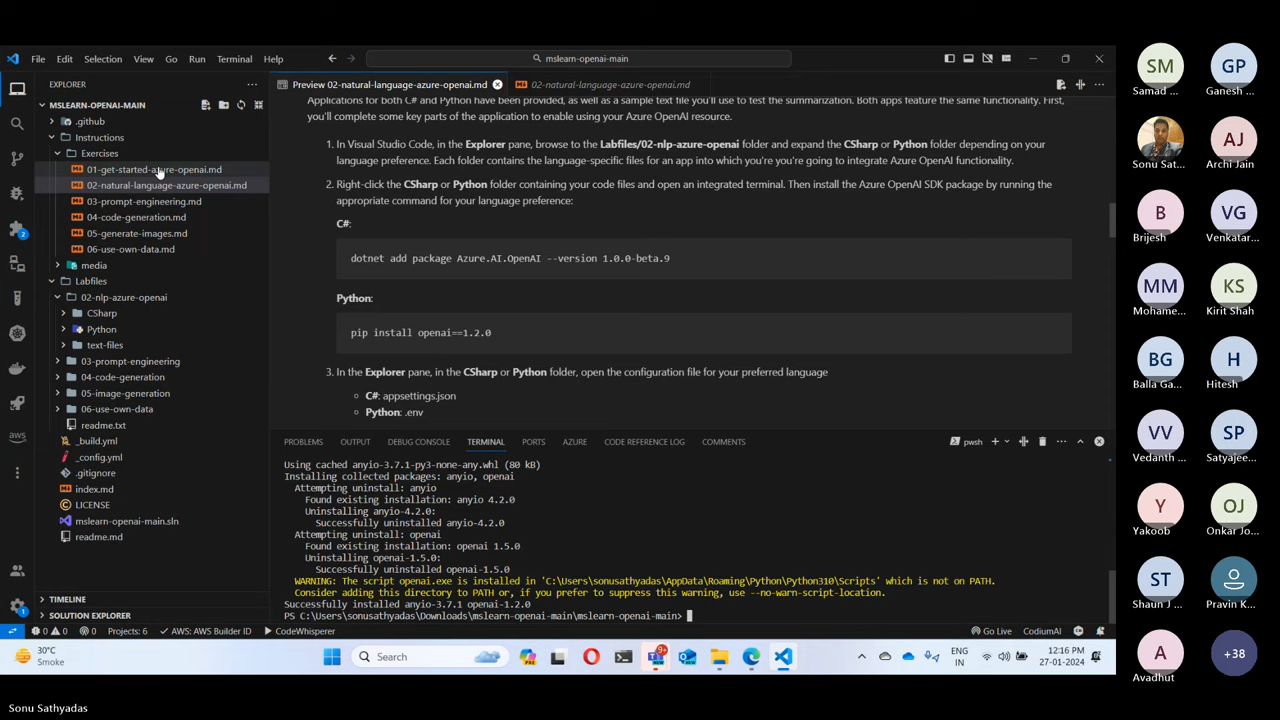 File Edit Selection View Go Run Terminal Help
mslearn-openai-main
EXPLORER
MSLEARN-OPENAI-MAIN
.github
Instructions
Exercises
01-get-started-azure-openai.md
02-natural-language-azure-openai.md
03-prompt-engineering.md
04-code-generation.md
05-generate-images.md
06-use-own-data.md
media
Labfiles
02-nlp-azure-openai
CSharp
Python
text-files
03-prompt-engineering
04-code-generation
05-image-generation
06-use-own-data
readme.txt
_build.yml
_config.yml
.gitignore
index.md
LICENSE
mslearn-openai-main.sln
readme.md
TIMELINE
SOLUTION EXPLORER
2
1
Preview 02-natural-language-azure-openai.md
02-natural-language-azure-openai.md
Applications for both C# and Python have been provided, as well as a sample text file you'll use to test the summarization. Both apps feature the same functionality. First,
you'll complete some key parts of the application to enable using your Azure OpenAI resource.
1. In Visual Studio Code, in the Explorer pane, browse to the Labfiles/02-nlp-azure-openai folder and expand the CSharp or Python folder depending on your
language preference. Each folder contains the language-specific files for an app into which you're you're going to integrate Azure OpenAI functionality.
2. Right-click the CSharp or Python folder containing your code files and open an integrated terminal. Then install the Azure OpenAI SDK package by running the
appropriate command for your language preference:
C#:
dotnet add package Azure.AI.OpenAI --version 1.0.0-beta.9
Python:
pip install openai==1.2.0
3. In the Explorer pane, in the CSharp or Python folder, open the configuration file for your preferred language
C#: appsettings.json
Python: .env
PROBLEMS OUTPUT DEBUG CONSOLE TERMINAL PORTS AZURE CODE REFERENCE LOG COMMENTS
pwsh
Using cached anyio-3.7.1-py3-none-any.whl (80 kB)
Installing collected packages: anyio, openai
Attempting uninstall: anyio
Found existing installation: anyio 4.2.0
Uninstalling anyio-4.2.0:
Successfully uninstalled anyio-4.2.0
Attempting uninstall: openai
Found existing installation: openai 1.5.0
Uninstalling openai-1.5.0:
Successfully uninstalled openai-1.5.0
WARNING: The script openai.exe is installed in 'C:\Users\sonusathyadas\AppData\Roaming\Python\Python310\Scripts' which is not on PATH.
Consider adding this directory to PATH or, if you prefer to suppress this warning, use --no-warn-script-location.
Successfully installed anyio-3.7.1 openai-1.2.0
PS C:\Users\sonusathyadas\Downloads\mslearn-openai-main\mslearn-openai-main>
0 0 0 Projects: 6 AWS: AWS Builder ID CodeWhisperer Go Live CodiumAI
30°C
Smoke
Search
aws
9+
ENG
IN
12:16 PM
27-01-2024
SM
Samad ...
GP
Ganesh ...
Sonu Sat...
AJ
Archi Jain
B
Brijesh
VG
Venkatar...
MM
Mohame...
KS
Kirit Shah
BG
Balla Ga...
H
Hitesh
VV
Vedanth ...
SP
Satyajee...
Y
Yakoob
OJ
Onkar Jo...
ST
Shaun J ...
Pravin K...
A
Avadhut
+38
Sonu Sathyadas